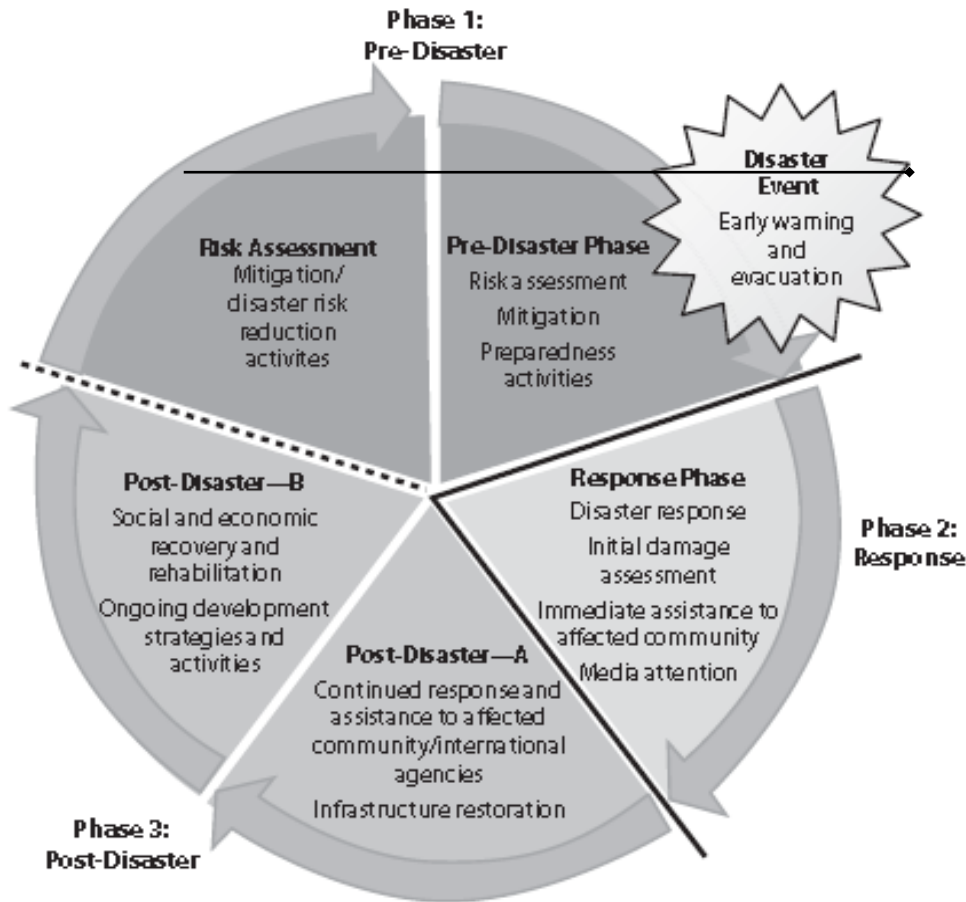 Phase 1:
Pre-Disaster
Disaster
Event
Early warning
and
evacuation
Risk Assessment
Mitigation/
disaster risk
reduction
activites
Pre-Disaster Phase
Risk assessment
Mitigation
Preparedness
activities
Response Phase
Disaster response
Initial damage
assessment
Immediate assistance to
affected community
Media attention
Phase 2:
Response
Post-Disaster—A
Continued response and
assistance to affected
community/international
agencies
Infrastructure restoration
Post-Disaster—B
Social and economic
recovery and
rehabilitation
Ongoing development
strategies and
activities
Phase 3:
Post-Disaster